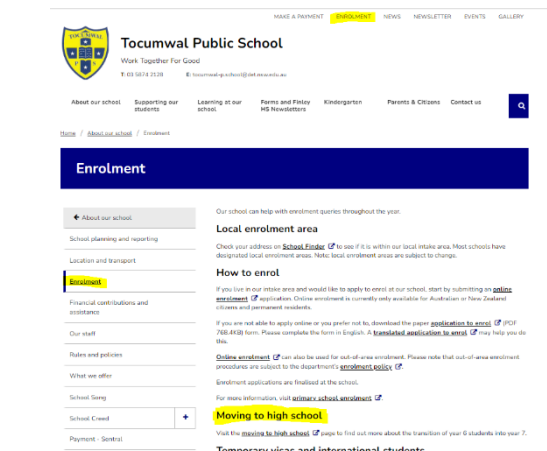 MAKE A PAYMENT ENROLMENT NEWS NEWSLETTER EVENTS GALLERY
TOCUMWAL
P S
Tocumwal Public School
Work Together For Good
T: 03 5874 2128 E: tocumwal-p.school@det.nsw.edu.au
About our school Supporting our students Learning at our school Forms and Finley HS Newsletters Kindergarten Parents & Citizens Contact us
Home / About our school / Enrolment
Enrolment
About our school
School planning and reporting
Location and transport
Enrolment
Financial contributions and
assistance
Our staff
Rules and policies
What we offer
School Song
School Creed +
Payment - Sentral
Our school can help with enrolment queries throughout the year.
Local enrolment area
Check your address on School Finder to see if it is within our local intake area. Most schools have
designated local enrolment areas. Note: local enrolment areas are subject to change.
How to enrol
If you live in our intake area and would like to apply to enrol at our school, start by submitting an online
enrolment application. Online enrolment is currently only available for Australian or New Zealand
citizens and permanent residents.
If you are not able to apply online or you prefer not to, download the paper application to enrol (PDF
768.4KB) form. Please complete the form in English. A translated application to enrol may help you do
this.
Online enrolment can also be used for out-of-area enrolment. Please note that out-of-area enrolment
procedures are subject to the department's enrolment policy.
Enrolment applications are finalised at the school.
For more information, visit primary school enrolment.
Moving to high school
Visit the moving to high school page to find out more about the transition of year 6 students into year 7.
Temporary visas and international students